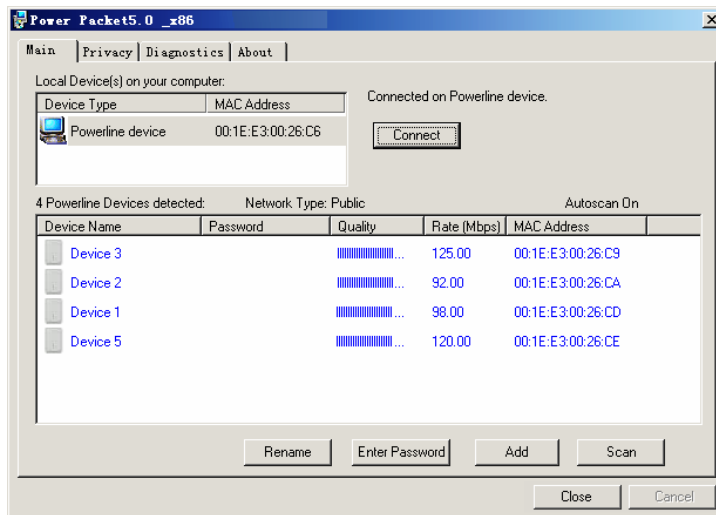 Power Packet5.0 _x86
Main Privacy Diagnostics About
Local Device(s) on your computer:
Device Type MAC Address
Powerline device 00:1E:E3:00:26:C6
Connected on Powerline device.
Connect
4 Powerline Devices detected: Network Type: Public Autoscan On
Device Name Password Quality Rate (Mbps) MAC Address
Device 3 ... 125.00 00:1E:E3:00:26:C9
Device 2 ... 92.00 00:1E:E3:00:26:CA
Device 1 ... 98.00 00:1E:E3:00:26:CD
Device 5 ... 120.00 00:1E:E3:00:26:CE
Rename Enter Password Add Scan
Close Cancel